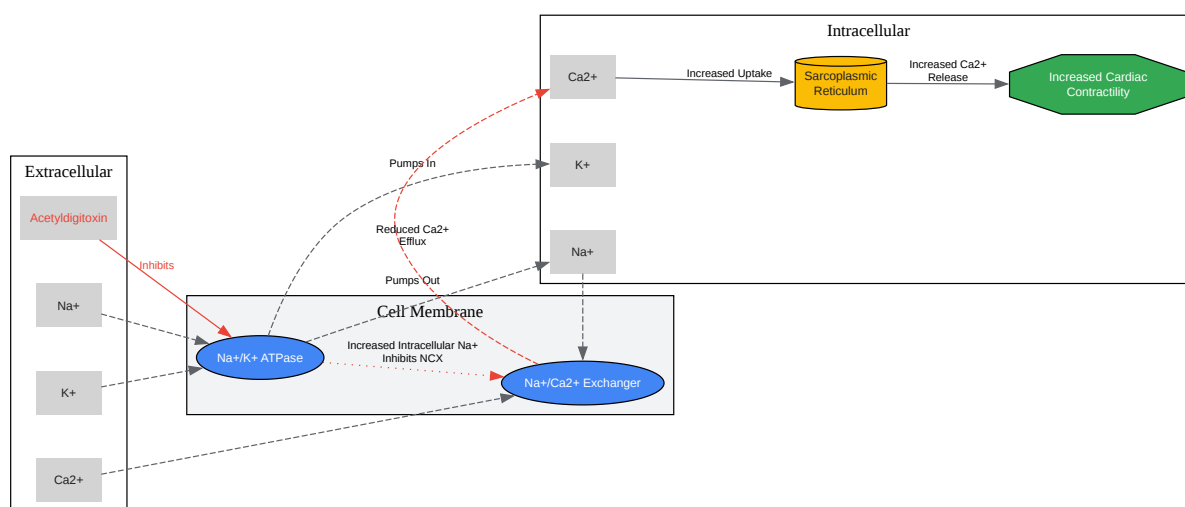 Intracellular
Ca2+
Increased Uptake
Sarcoplasmic
Reticulum
Increased Ca2+
Release
Increased Cardiac
Contractility
Pumps In
K+
Extracellular
Acetyldigitoxin
Reduced Ca2+
Efflux
Na+
Inhibits
Pumps Out
Na+
Cell Membrane
Na+/K+ ATPase
Increased Intracellular Na+
Inhibits NCX
Na+/Ca2+ Exchanger
K+
Ca2+